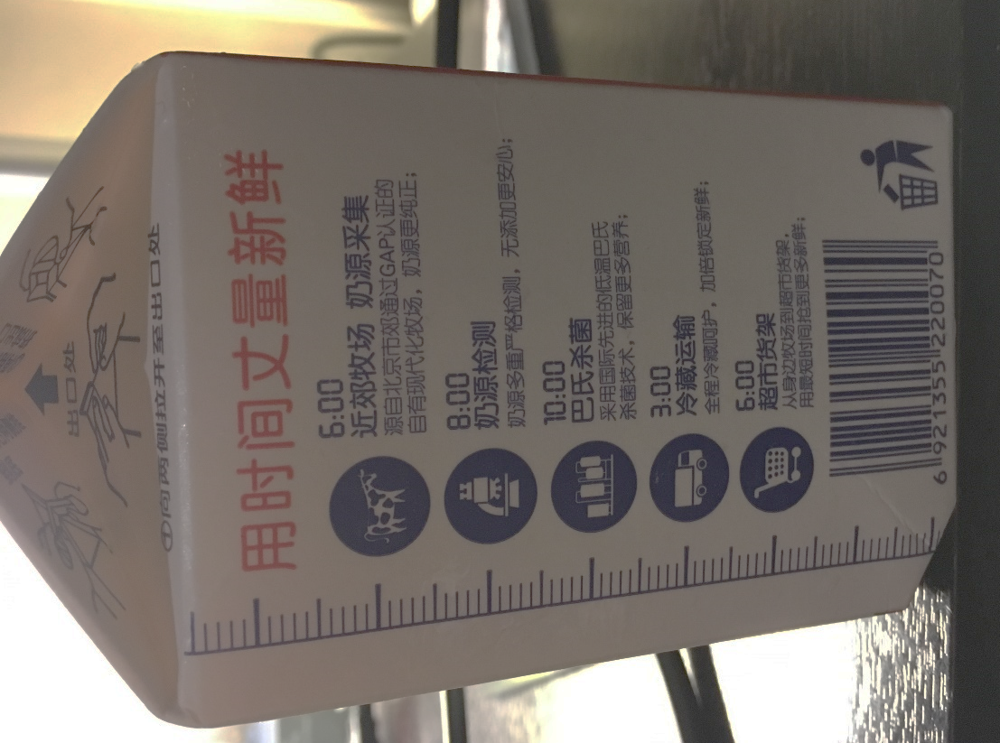 出口处
①向两侧拉开至出口处
用时间丈量新鲜
6:00
近郊牧场 奶源采集
源自北京市郊通过GAP认证的
自有现代化牧场，奶源更纯正；
8:00
奶源检测
奶源多重严格检测，无添加更安心；
10:00
巴氏杀菌
采用国际先进的低温巴氏
杀菌技术，保留更多营养；
3:00
冷藏运输
全程冷藏呵护，加倍锁定新鲜；
6:00
超市货架
从身边牧场到超市货架，
用最短时间抢到更多新鲜；
6 921355 220070